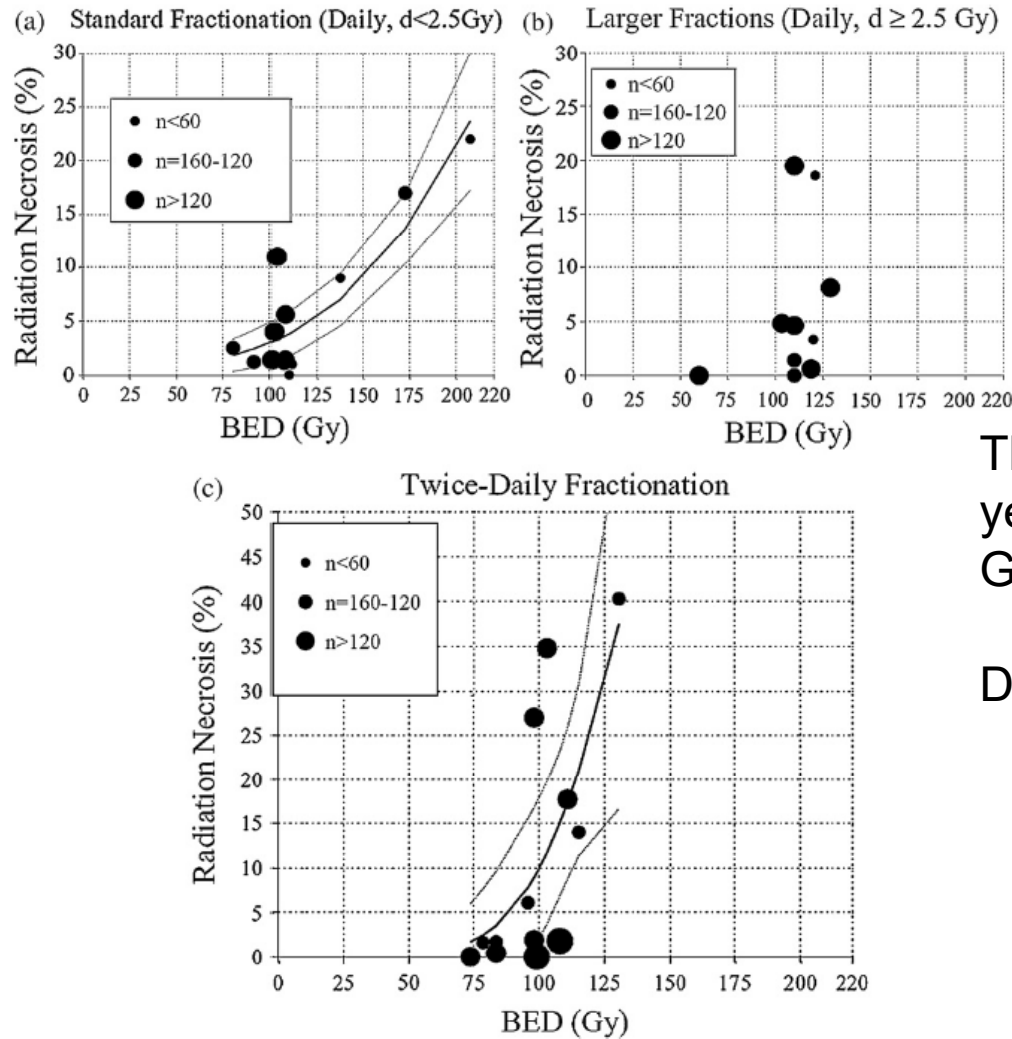 (a) Standard Fractionation (Daily, d<2.5Gy)
Radiation Necrosis (%)
30
25
20
15
10
5
0
n<60
n=160-120
n>120
0 25 50 75 100 125 150 175 200 220
BED (Gy)
(b) Larger Fractions (Daily, d ≥ 2.5 Gy)
Radiation Necrosis (%)
30
25
20
15
10
5
0
n<60
n=160-120
n>120
0 25 50 75 100 125 150 175 200 220
BED (Gy)
(c) Twice-Daily Fractionation
Radiation Necrosis (%)
50
45
40
35
30
25
20
15
10
5
0
n<60
n=160-120
n>120
0 25 50 75 100 125 150 175 200 220
BED (Gy)